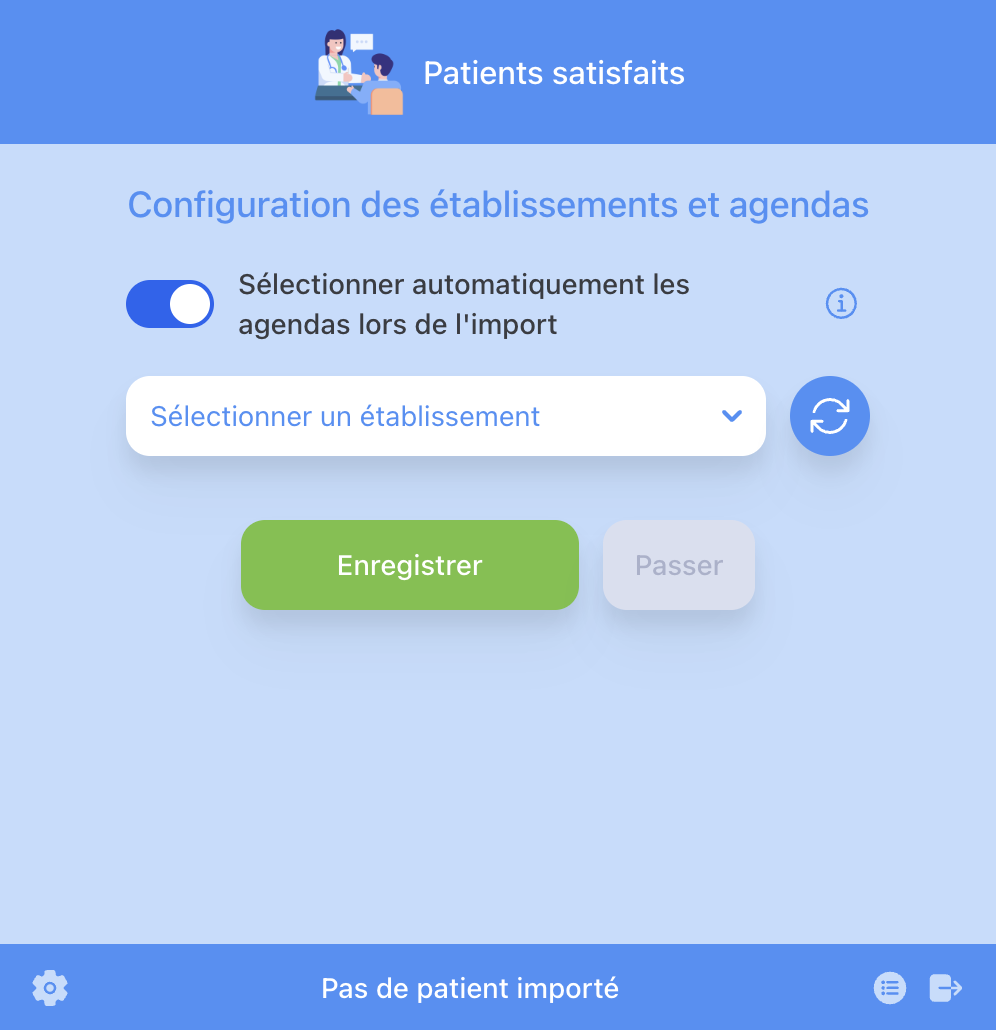 Patients satisfaits
Configuration des établissements et agendas
Sélectionner automatiquement les
agendas lors de l'import
Sélectionner un établissement
Enregistrer
Passer
Pas de patient importé